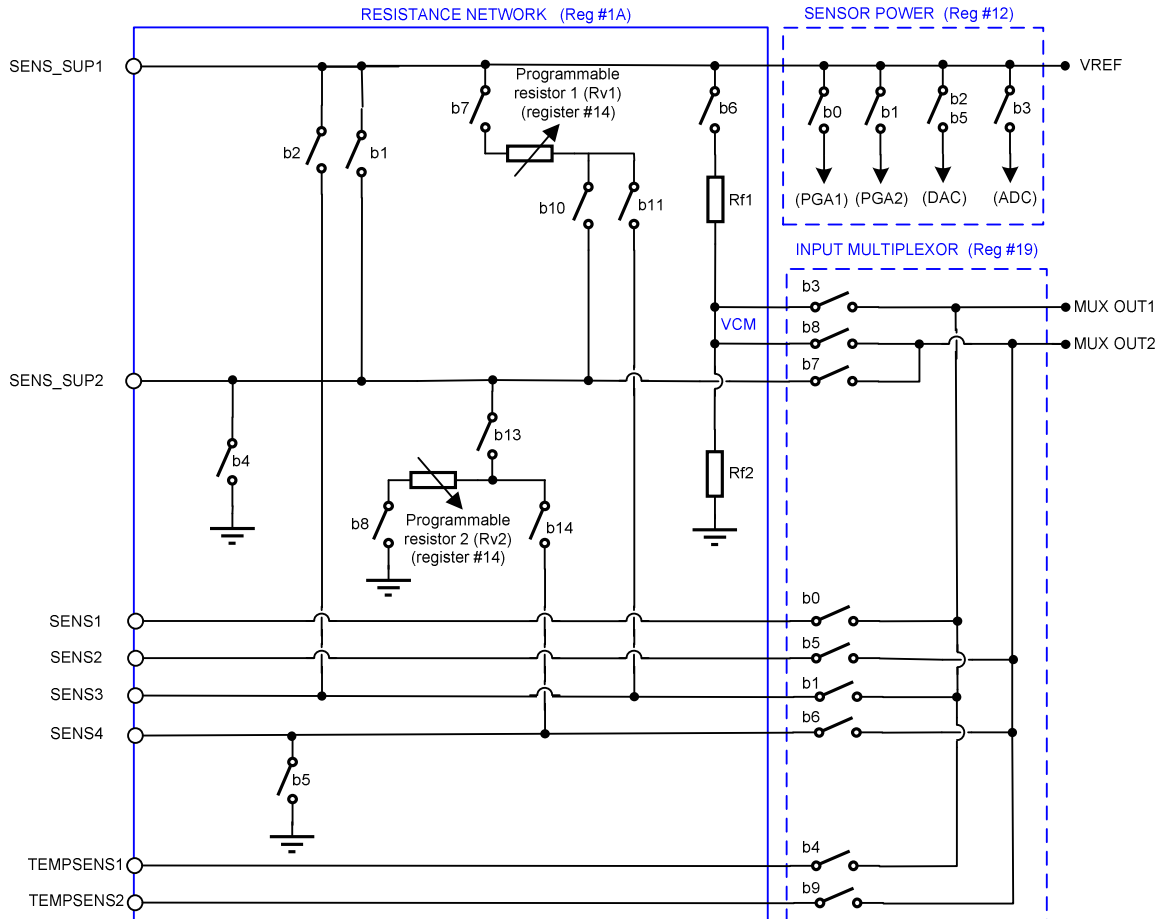 RESISTANCE NETWORK (Reg #1A)
SENSOR POWER (Reg #12)
SENS_SUP1
VREF
Programmable
resistor 1 (Rv1)
(register #14)
b7
b6
b0
b1
b2
b5
b3
b2
b1
b10
b11
Rf1
(PGA1)
(PGA2)
(DAC)
(ADC)
INPUT MULTIPLEXOR (Reg #19)
b3
MUX OUT1
VCM
b8
MUX OUT2
b7
SENS_SUP2
b13
b4
Rf2
b8
Programmable
resistor 2 (Rv2)
(register #14)
b14
SENS1
b0
SENS2
b5
SENS3
b1
SENS4
b6
b5
TEMPSENS1
b4
TEMPSENS2
b9